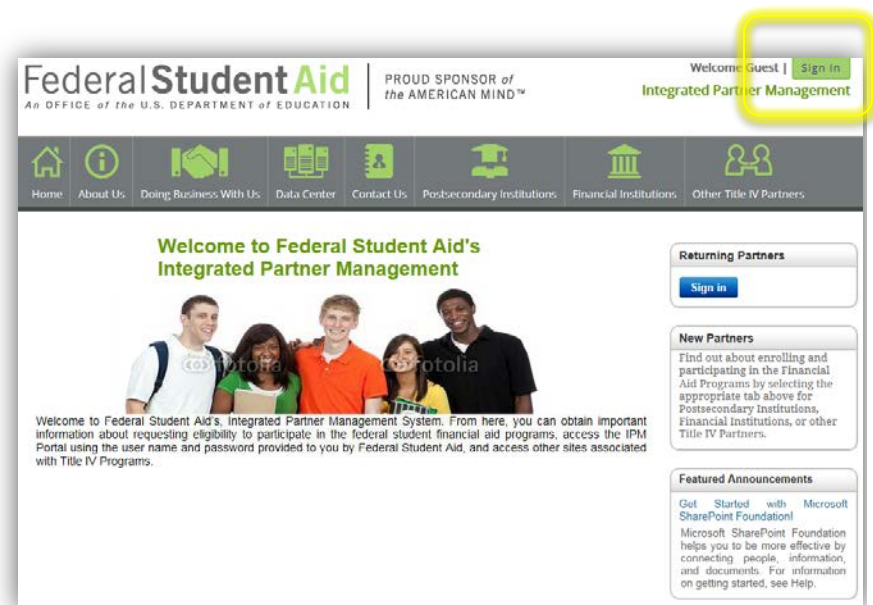 Welcome Guest | Sign In
Federal Student Aid
An OFFICE of the U.S. DEPARTMENT of EDUCATION
PROUD SPONSOR of
the AMERICAN MIND™
Integrated Partner Management
Home About Us Doing Business With Us Data Center Contact Us Postsecondary Institutions Financial Institutions Other Title IV Partners
Welcome to Federal Student Aid's
Integrated Partner Management
fotolia fotolia
Welcome to Federal Student Aid's, Integrated Partner Management System. From here, you can obtain important
information about requesting eligibility to participate in the federal student financial aid programs, access the IPM
Portal using the user name and password provided to you by Federal Student Aid, and access other sites associated
with Title IV Programs.
Returning Partners
Sign in
New Partners
Find out about enrolling and
participating in the Financial
Aid Programs by selecting the
appropriate tab above for
Postsecondary Institutions,
Financial Institutions, or other
Title IV Partners.
Featured Announcements
Get Started with Microsoft
SharePoint Foundation!
Microsoft SharePoint Foundation
helps you to be more effective by
connecting people, information,
and documents. For information
on getting started, see Help.